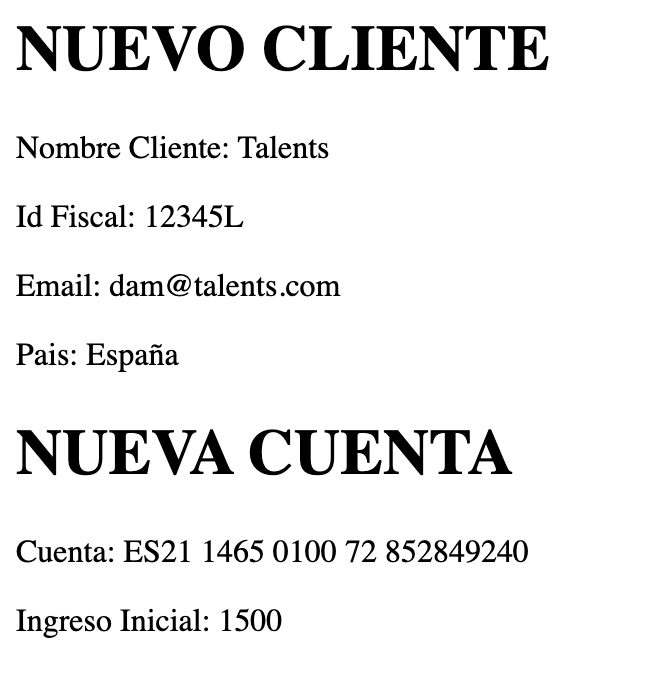 NUEVO CLIENTE
Nombre Cliente: Talents
Id Fiscal: 12345L
Email: dam@talents.com
Pais: España
NUEVA CUENTA
Cuenta: ES21 1465 0100 72 852849240
Ingreso Inicial: 1500